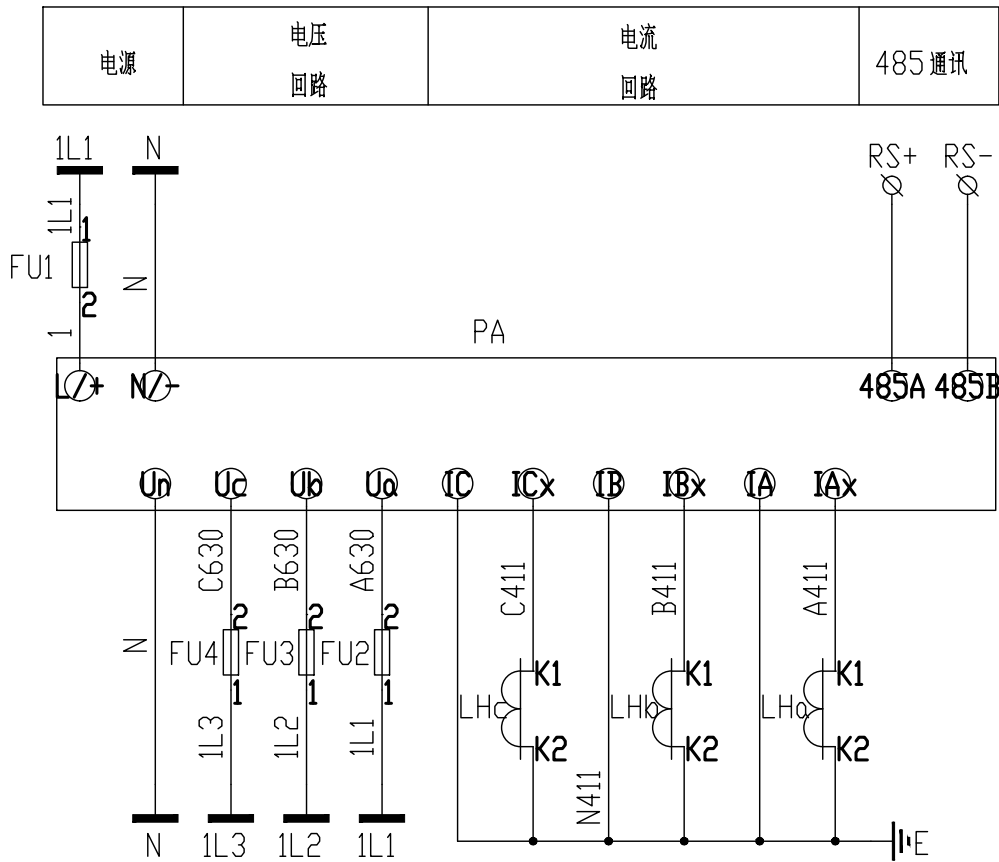 电源
电压
回路
电流
回路
485通讯
1L1
N
RS+
RS-
1L1
1
FU1
N
2
1
PA
L/+
N/-
485A
485B
Un
Uc
Ub
Ua
IC
ICx
IB
IBx
IA
IAx
C630
B630
A630
C411
B411
A411
2
2
2
N
FU4
FU3
FU2
1
1
1
K1
K1
K1
LHc
LHb
LHa
1L3
1L2
1L1
K2
K2
K2
N411
N
1L3
1L2
1L1
E